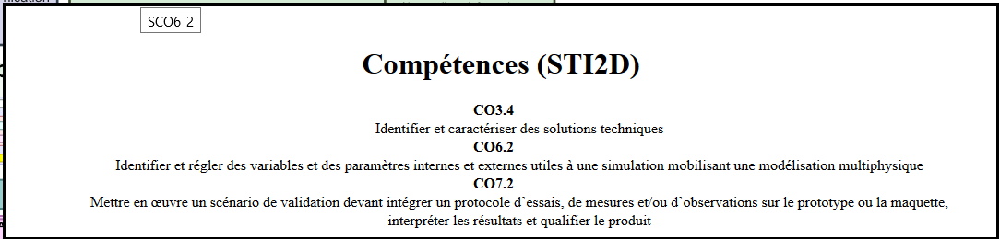 nication
SCO6_2
Compétences (STI2D)
CO3.4
Identifier et caractériser des solutions techniques
CO6.2
Identifier et régler des variables et des paramètres internes et externes utiles à une simulation mobilisant une modélisation multiphysique
CO7.2
Mettre en œuvre un scénario de validation devant intégrer un protocole d’essais, de mesures et/ou d’observations sur le prototype ou la maquette,
interpréter les résultats et qualifier le produit